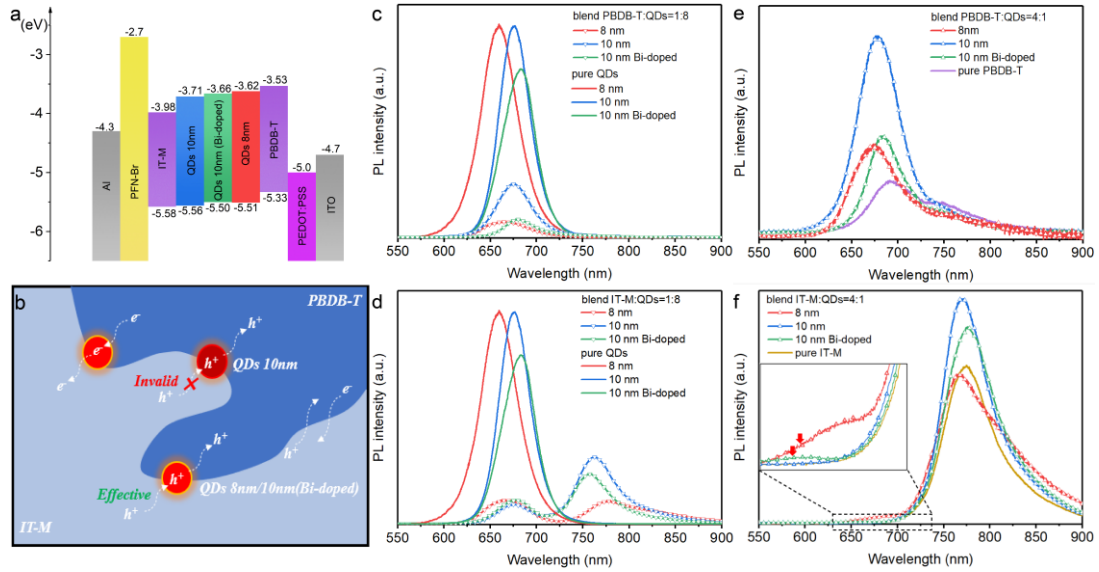 a
(eV)
-3
-4
-5
-6
-4.3
-2.7
-3.98
-3.71
-3.66
-3.62
-3.53
-5.0
-4.7
-5.58
-5.56
-5.50
-5.51
-5.33
Al
PFN-Br
IT-M
QDs 10nm
QDs 10nm (Bi-doped)
QDs 8nm
PBDB-T
PEDOT:PSS
ITO
b
PBDB-T
e-
e-
e-
h+
h+
QDs 10nm
Invalid
h+
e-
h+
h+
e-
h+
QDs 8nm/10nm(Bi-doped)
Effective
h+
IT-M
c
blend PBDB-T:QDs=1:8
8 nm
10 nm
10 nm Bi-doped
pure QDs
8 nm
10 nm
10 nm Bi-doped
PL intensity (a.u.)
550 600 650 700 750 800 850 900
Wavelength (nm)
d
blend IT-M:QDs=1:8
8 nm
10 nm
10 nm Bi-doped
pure QDs
8 nm
10 nm
10 nm Bi-doped
PL intensity (a.u.)
550 600 650 700 750 800 850 900
Wavelength (nm)
e
blend PBDB-T:QDs=4:1
8nm
10 nm
10 nm Bi-doped
pure PBDB-T
PL intensity (a.u.)
550 600 650 700 750 800 850 900
Wavelength (nm)
f
blend IT-M:QDs=4:1
8 nm
10 nm
10 nm Bi-doped
pure IT-M
PL intensity (a.u.)
550 600 650 700 750 800 850 900
Wavelength (nm)